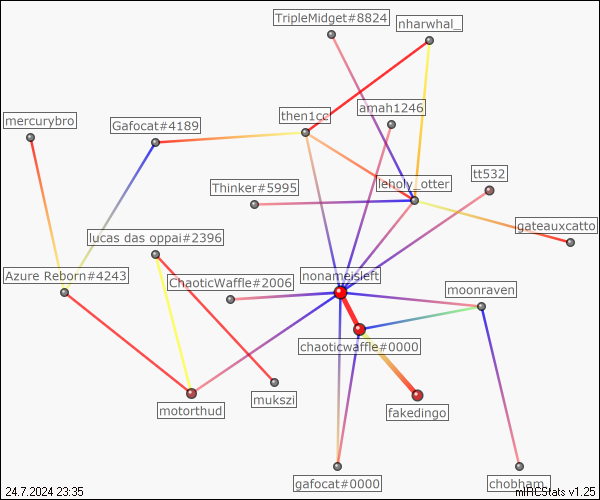 TripleMidget#8824
nharwhal_
mercurybro
Gafocat#4189
then1cc
amah1246
Thinker#5995
leholy_otter
tt532
lucas das oppai#2396
gateauxcatto
Azure Reborn#4243
ChaoticWaffle#2006
nonameisleft
moonraven
chaoticwaffle#0000
motorthud
mukszi
fakedingo
gafocat#0000
chobham_
24.7.2024 23:35
mIRCStats v1.25